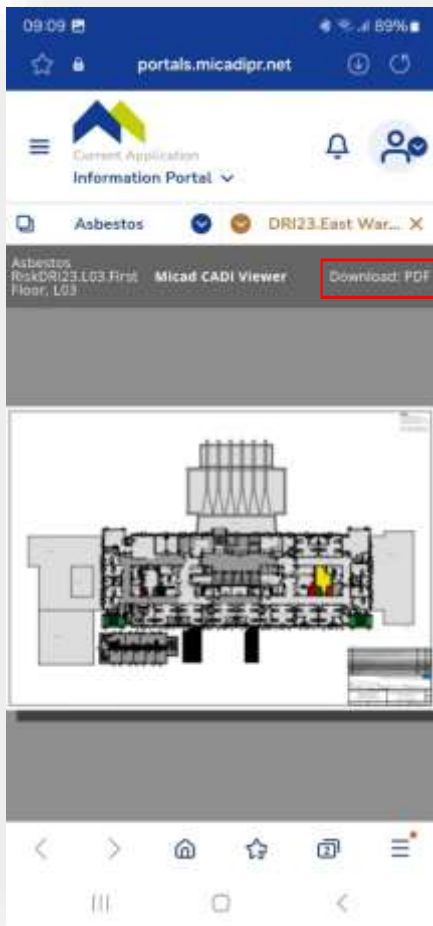 09:09
89%
portals.micadipr.net
Current Application
Information Portal
Asbestos
DRI23.East War...
Asbestos
RiskDRI23.L03.First
Floor, L03
Micad CADI Viewer
Download: PDF
2